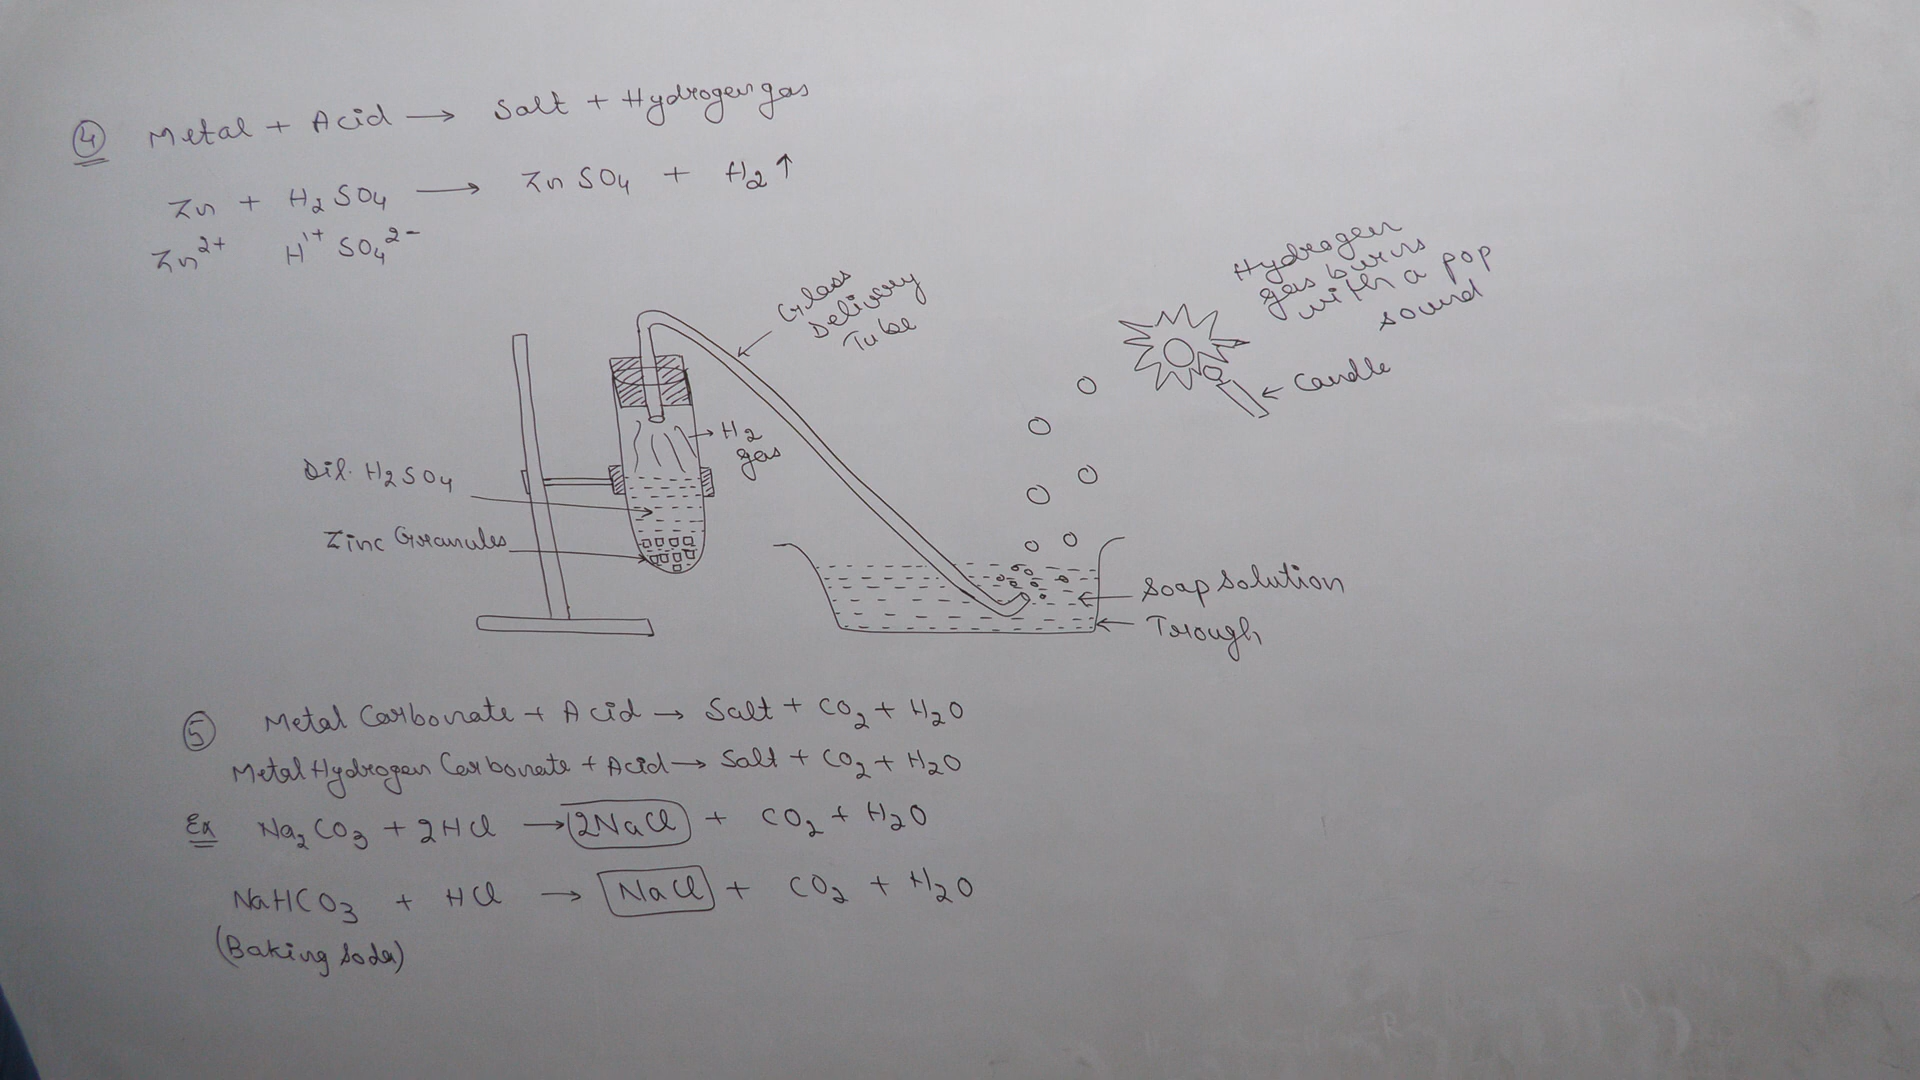 ④ Metal + Acid → Salt + Hydrogen gas
Zn + H₂SO₄ → ZnSO₄ + H₂↑
Zn²⁺ H¹⁺ SO₄²⁻
Glass
Delivery
Tube
Hydrogen
gas burns
with a pop
sound
Candle
H₂
gas
Dil. H₂SO₄
Zinc Granules
Soap Solution
Trough
⑤ Metal Carbonate + Acid → Salt + CO₂ + H₂O
Metal Hydrogen Carbonate + Acid → Salt + CO₂ + H₂O
Ex Na₂CO₃ + 2HCl → 2NaCl + CO₂ + H₂O
NaHCO₃ + HCl → NaCl + CO₂ + H₂O
(Baking Soda)